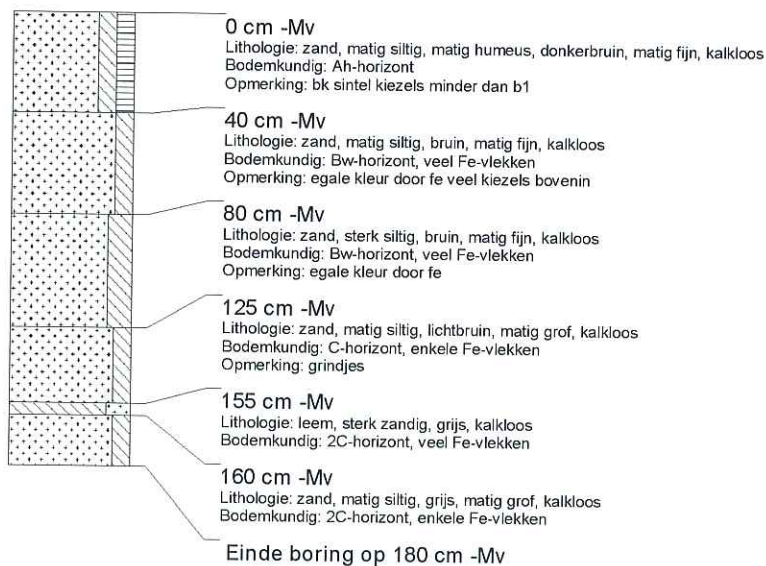 0 cm -Mv
Lithologie: zand, matig siltig, matig humeus, donkerbruin, matig fijn, kalkloos
Bodemkundig: Ah-horizont
Opmerking: bk sintel kiezels minder dan b1
40 cm -Mv
Lithologie: zand, matig siltig, bruin, matig fijn, kalkloos
Bodemkundig: Bw-horizont, veel Fe-vlekken
Opmerking: egale kleur door fe veel kiezels bovenin
80 cm -Mv
Lithologie: zand, sterk siltig, bruin, matig fijn, kalkloos
Bodemkundig: Bw-horizont, veel Fe-vlekken
Opmerking: egale kleur door fe
125 cm -Mv
Lithologie: zand, matig siltig, lichtbruin, matig grof, kalkloos
Bodemkundig: C-horizont, enkele Fe-vlekken
Opmerking: grindjes
155 cm -Mv
Lithologie: leem, sterk zandig, grijs, kalkloos
Bodemkundig: 2C-horizont, veel Fe-vlekken
160 cm -Mv
Lithologie: zand, matig siltig, grijs, matig grof, kalkloos
Bodemkundig: 2C-horizont, enkele Fe-vlekken
Einde boring op 180 cm -Mv